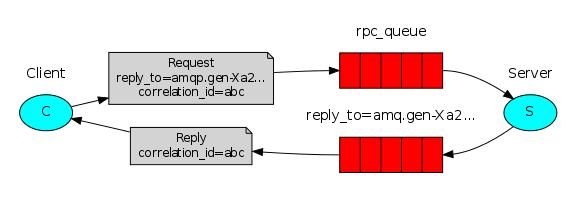 rpc_queue
Client
Request
reply_to=amqp.gen-Xa2...
correlation_id=abc
Server
C
S
reply_to=amq.gen-Xa2...
Reply
correlation_id=abc